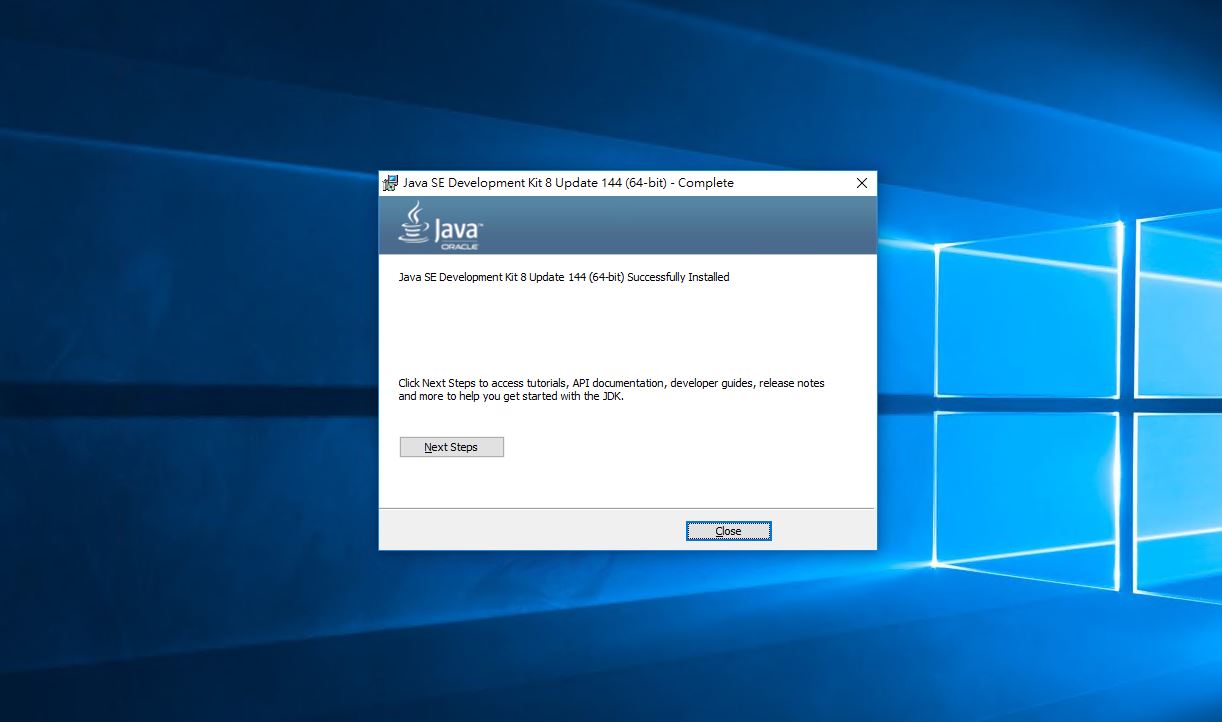 Java SE Development Kit 8 Update 144 (64-bit) - Complete
Java™
ORACLE
Java SE Development Kit 8 Update 144 (64-bit) Successfully Installed
Click Next Steps to access tutorials, API documentation, developer guides, release notes
and more to help you get started with the JDK.
Next Steps
Close